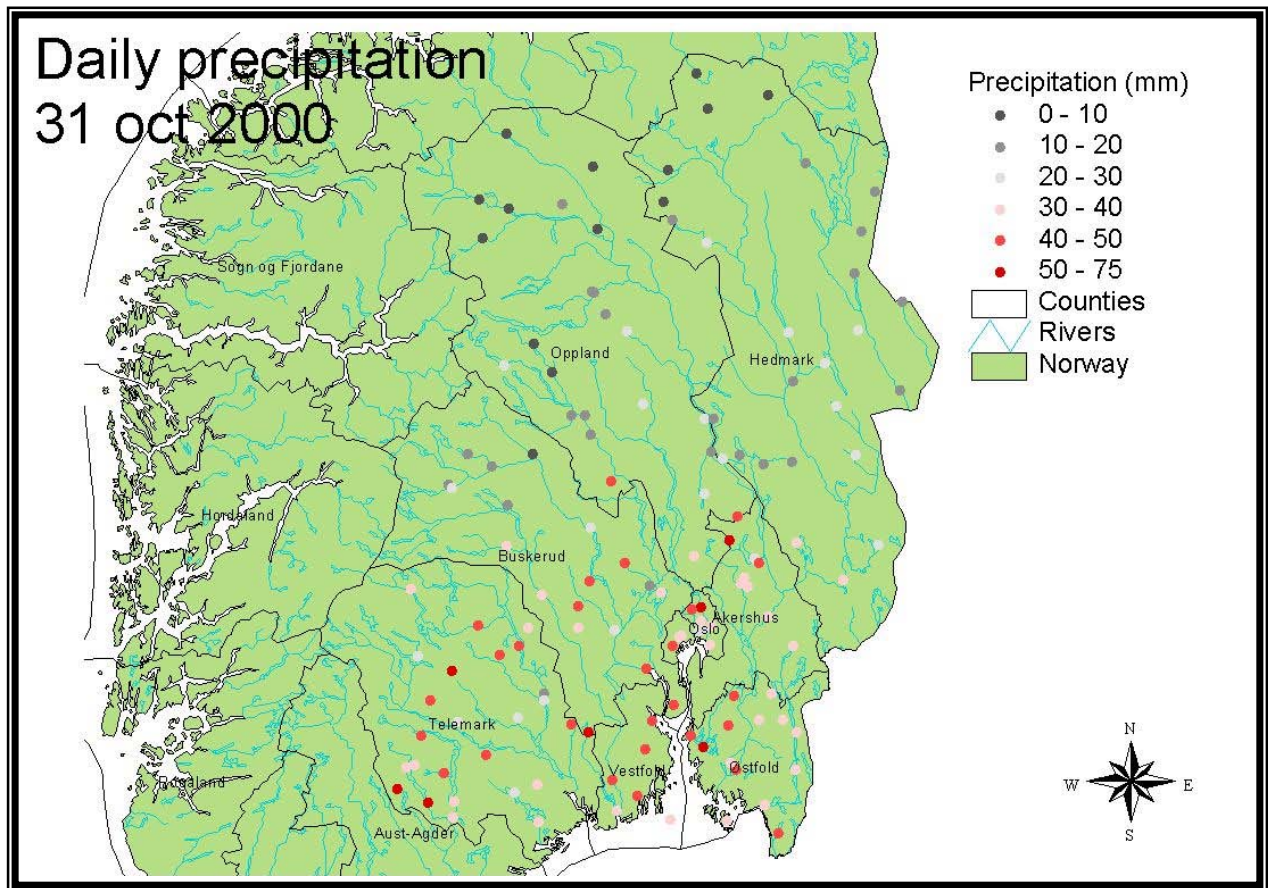 Daily precipitation
31 oct 2000
Precipitation (mm)
0 - 10
10 - 20
20 - 30
30 - 40
40 - 50
50 - 75
Counties
Rivers
Norway
Sogn og Fjordane
Oppland
Hedmark
Hordaland
Buskerud
Akershus
Oslo
Telemark
Vestfold
Østfold
Rogaland
Aust-Agder
N
W
E
S